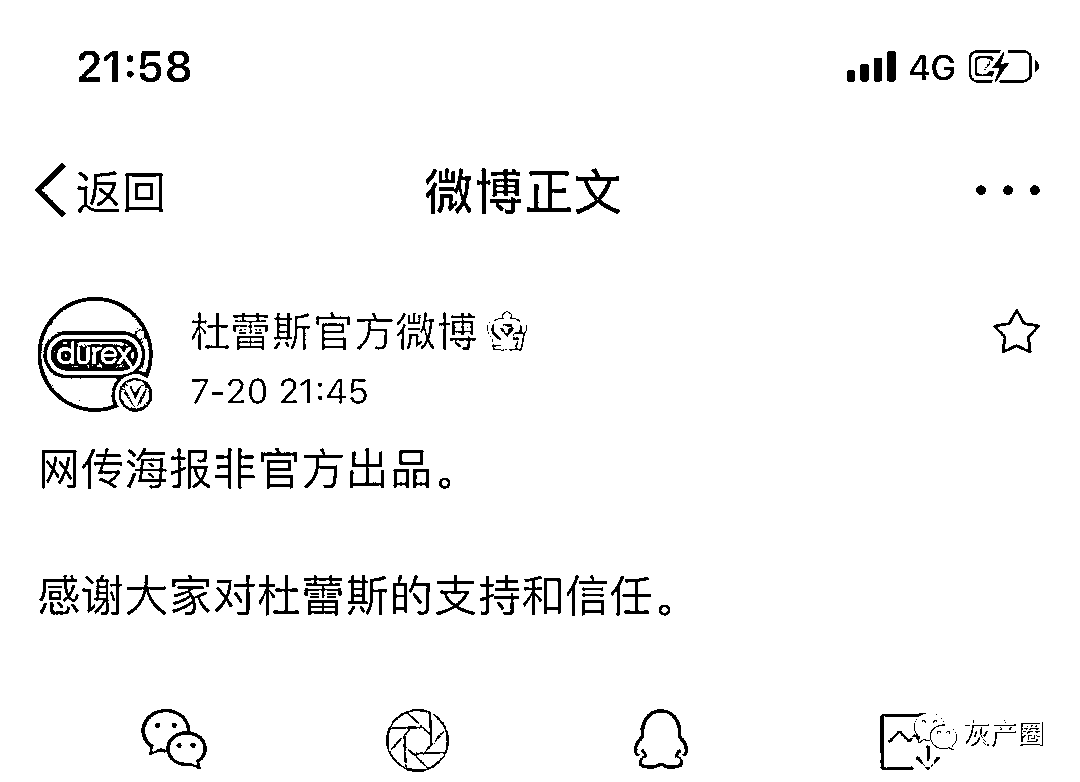 21:58 4G
返回 微博正文
durex
杜蕾斯官方微博
7-20 21:45
网传海报非官方出品。
感谢大家对杜蕾斯的支持和信任。
灰产圈